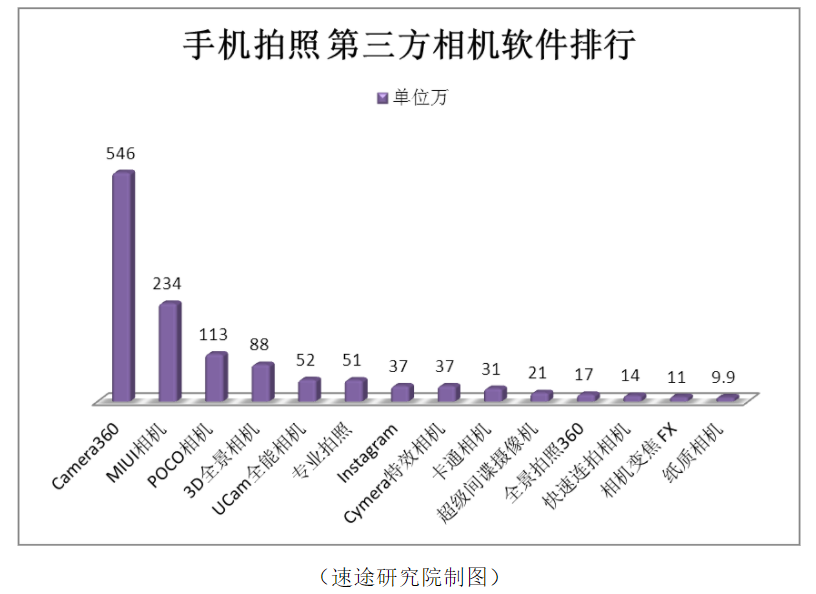 手机拍照 第三方相机软件排行
单位万
546
234
113
88
52
51
37
37
31
21
17
14
11
9.9
Camera360
MIUI相机
POCO相机
3D全景相机
UCam全能相机
专业拍照
Instagram
Cymera特效相机
卡通相机
超级间谍摄像机
全景拍照360
快速连拍相机
相机变焦 FX
纸质相机
（速途研究院制图）